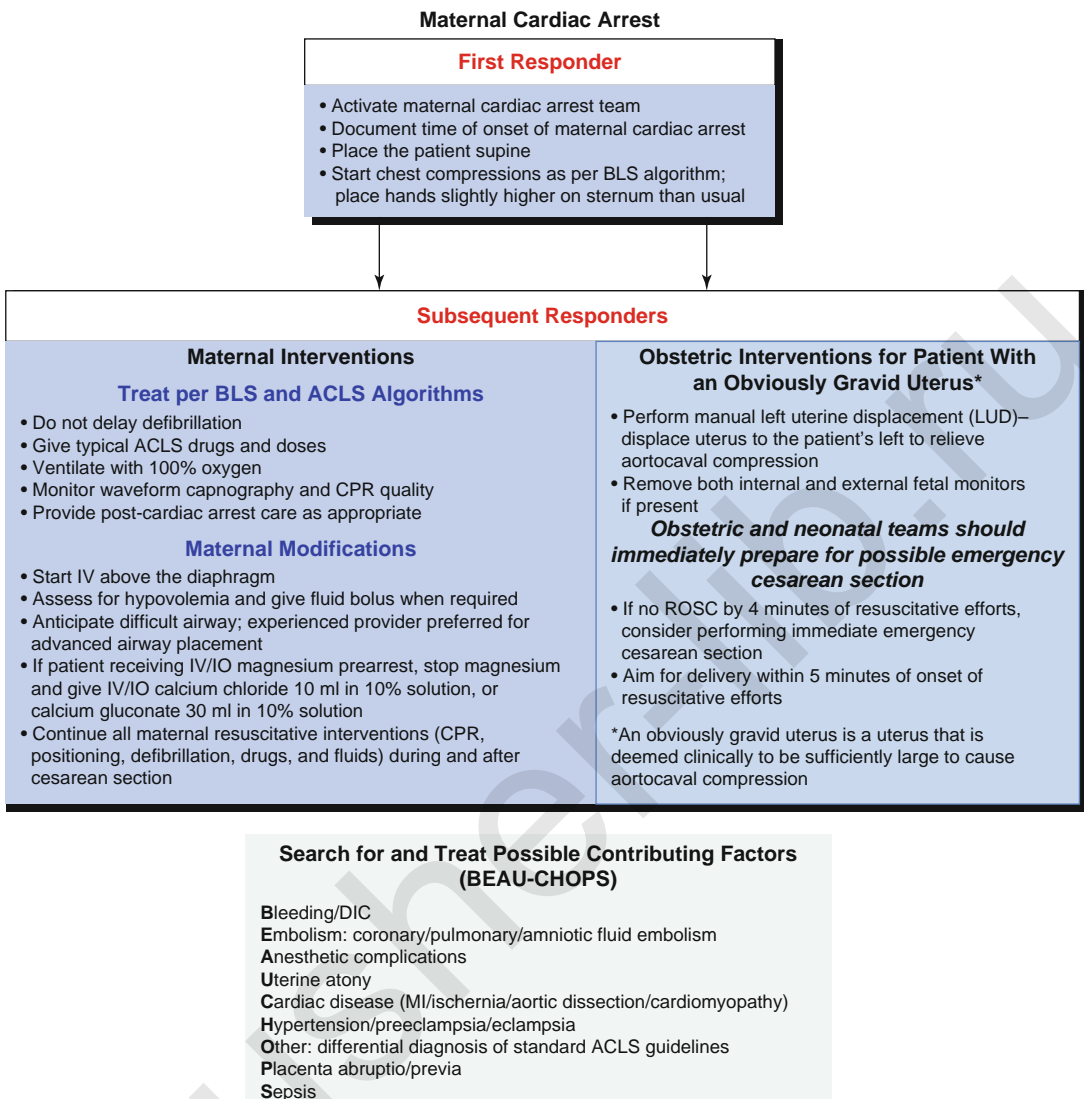 Maternal Cardiac Arrest
First Responder
• Activate maternal cardiac arrest team
• Document time of onset of maternal cardiac arrest
• Place the patient supine
• Start chest compressions as per BLS algorithm;
place hands slightly higher on sternum than usual
Subsequent Responders
Maternal Interventions
Treat per BLS and ACLS Algorithms
• Do not delay defibrillation
• Give typical ACLS drugs and doses
• Ventilate with 100% oxygen
• Monitor waveform capnography and CPR quality
• Provide post-cardiac arrest care as appropriate
Maternal Modifications
• Start IV above the diaphragm
• Assess for hypovolemia and give fluid bolus when required
• Anticipate difficult airway; experienced provider preferred for
advanced airway placement
• If patient receiving IV/IO magnesium prearrest, stop magnesium
and give IV/IO calcium chloride 10 ml in 10% solution, or
calcium gluconate 30 ml in 10% solution
• Continue all maternal resuscitative interventions (CPR,
positioning, defibrillation, drugs, and fluids) during and after
cesarean section
Obstetric Interventions for Patient With
an Obviously Gravid Uterus*
• Perform manual left uterine displacement (LUD)–
displace uterus to the patient's left to relieve
aortocaval compression
• Remove both internal and external fetal monitors
if present
Obstetric and neonatal teams should
immediately prepare for possible emergency
cesarean section
• If no ROSC by 4 minutes of resuscitative efforts,
consider performing immediate emergency
cesarean section
• Aim for delivery within 5 minutes of onset of
resuscitative efforts
*An obviously gravid uterus is a uterus that is
deemed clinically to be sufficiently large to cause
aortocaval compression
Search for and Treat Possible Contributing Factors
(BEAU-CHOPS)
Bleeding/DIC
Embolism: coronary/pulmonary/amniotic fluid embolism
Anesthetic complications
Uterine atony
Cardiac disease (MI/ischernia/aortic dissection/cardiomyopathy)
Hypertension/preeclampsia/eclampsia
Other: differential diagnosis of standard ACLS guidelines
Placenta abruptio/previa
Sepsis
usher-lib.ru